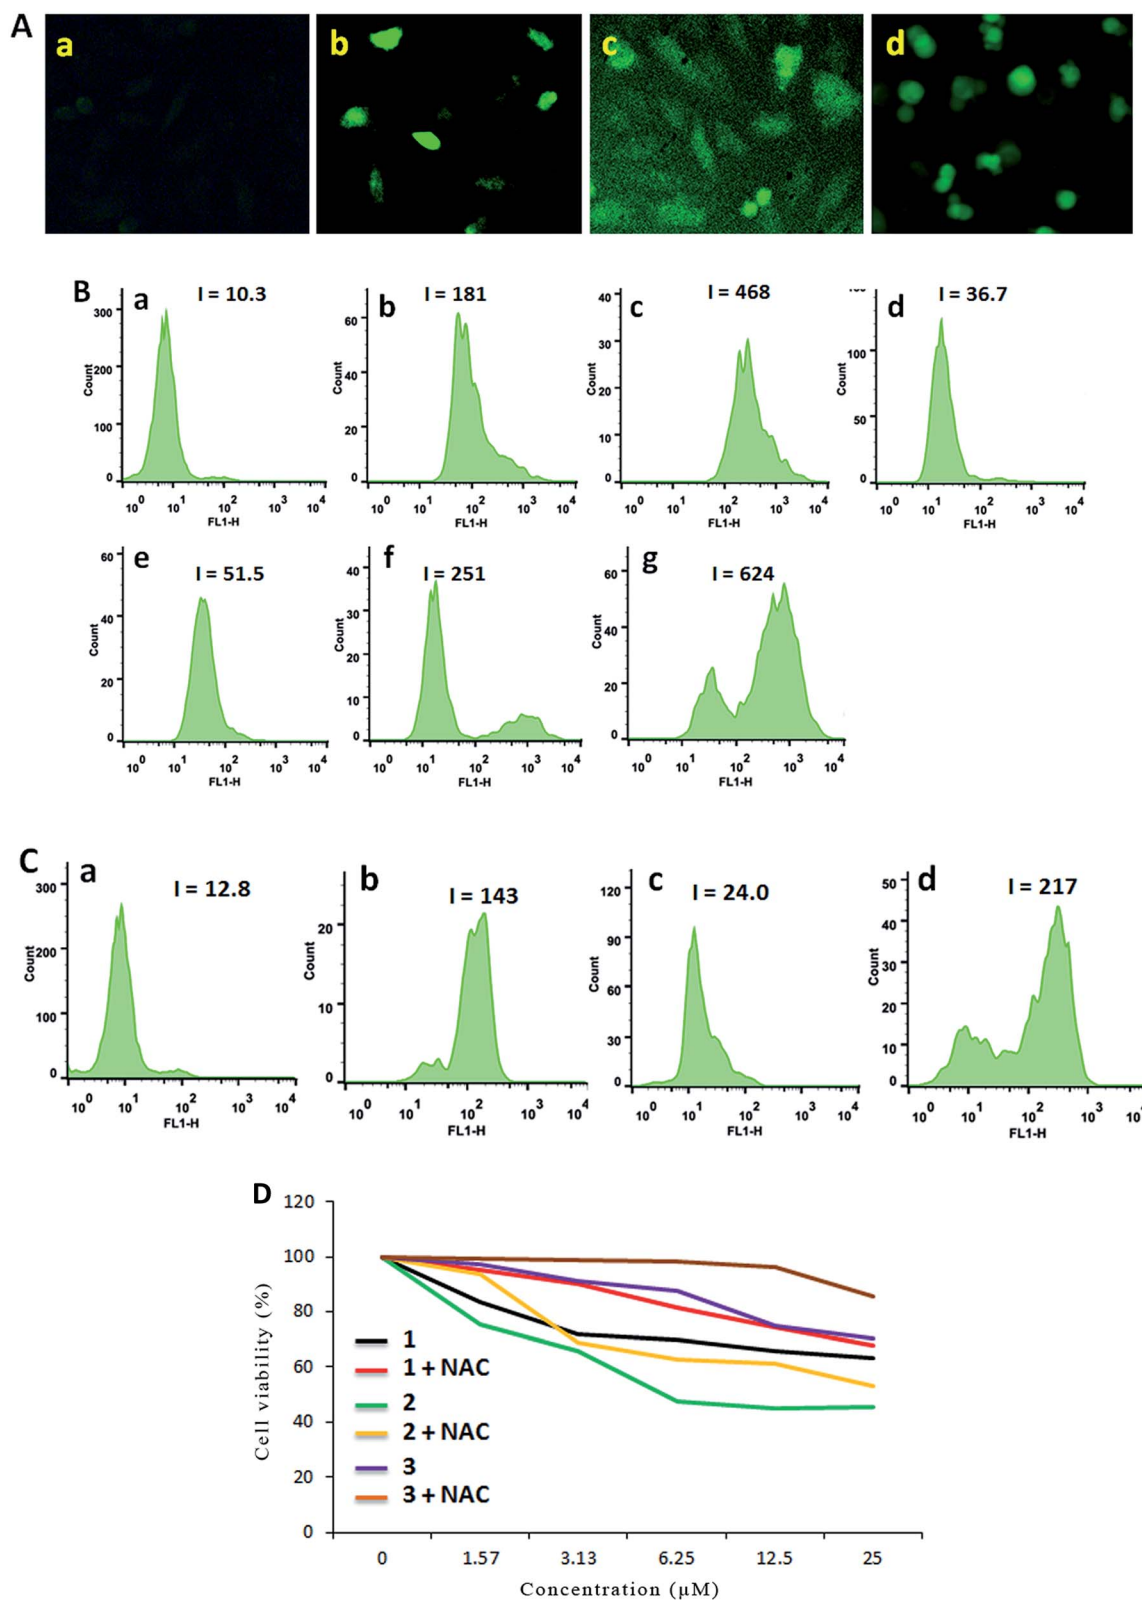 A
a
b
c
d
B
a
I = 10.3
Count
300
200
100
0
10^0 10^1 10^2 10^3 10^4
FL1-H
b
I = 181
Count
60
40
20
0
10^0 10^1 10^2 10^3 10^4
FL1-H
c
I = 468
Count
40
30
20
10
0
10^0 10^1 10^2 10^3 10^4
FL1-H
d
I = 36.7
Count
100
50
0
10^0 10^1 10^2 10^3 10^4
FL1-H
e
I = 51.5
Count
60
40
20
0
10^0 10^1 10^2 10^3 10^4
FL1-H
f
I = 251
Count
40
30
20
10
0
10^0 10^1 10^2 10^3 10^4
FL1-H
g
I = 624
Count
60
40
20
0
10^0 10^1 10^2 10^3 10^4
FL1-H
C
a
I = 12.8
Count
300
200
100
0
10^0 10^1 10^2 10^3 10^4
FL1-H
b
I = 143
Count
20
10
0
10^0 10^1 10^2 10^3 10^4
FL1-H
c
I = 24.0
Count
120
90
60
30
0
10^0 10^1 10^2 10^3 10^4
FL1-H
d
I = 217
Count
50
40
30
20
10
0
10^0 10^1 10^2 10^3
FL1-H
D
Cell viability (%)
120
100
80
60
40
20
0
1
1 + NAC
2
2 + NAC
3
3 + NAC
0 1.57 3.13 6.25 12.5 25
Concentration (µM)